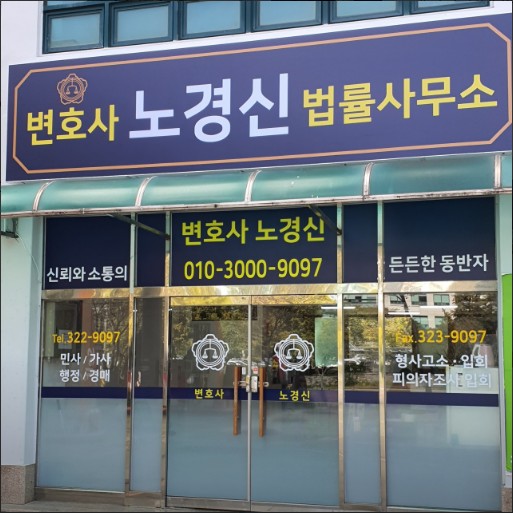 변호사 노경신 법률사무소
변호사 노경신
010-3000-9097
신뢰와 소통의
든든한 동반자
Tel.322-9097
민사 / 가사
행정 / 경매
Fax.323-9097
형사고소 · 입회
피의자조사 입회
변호사
노경신